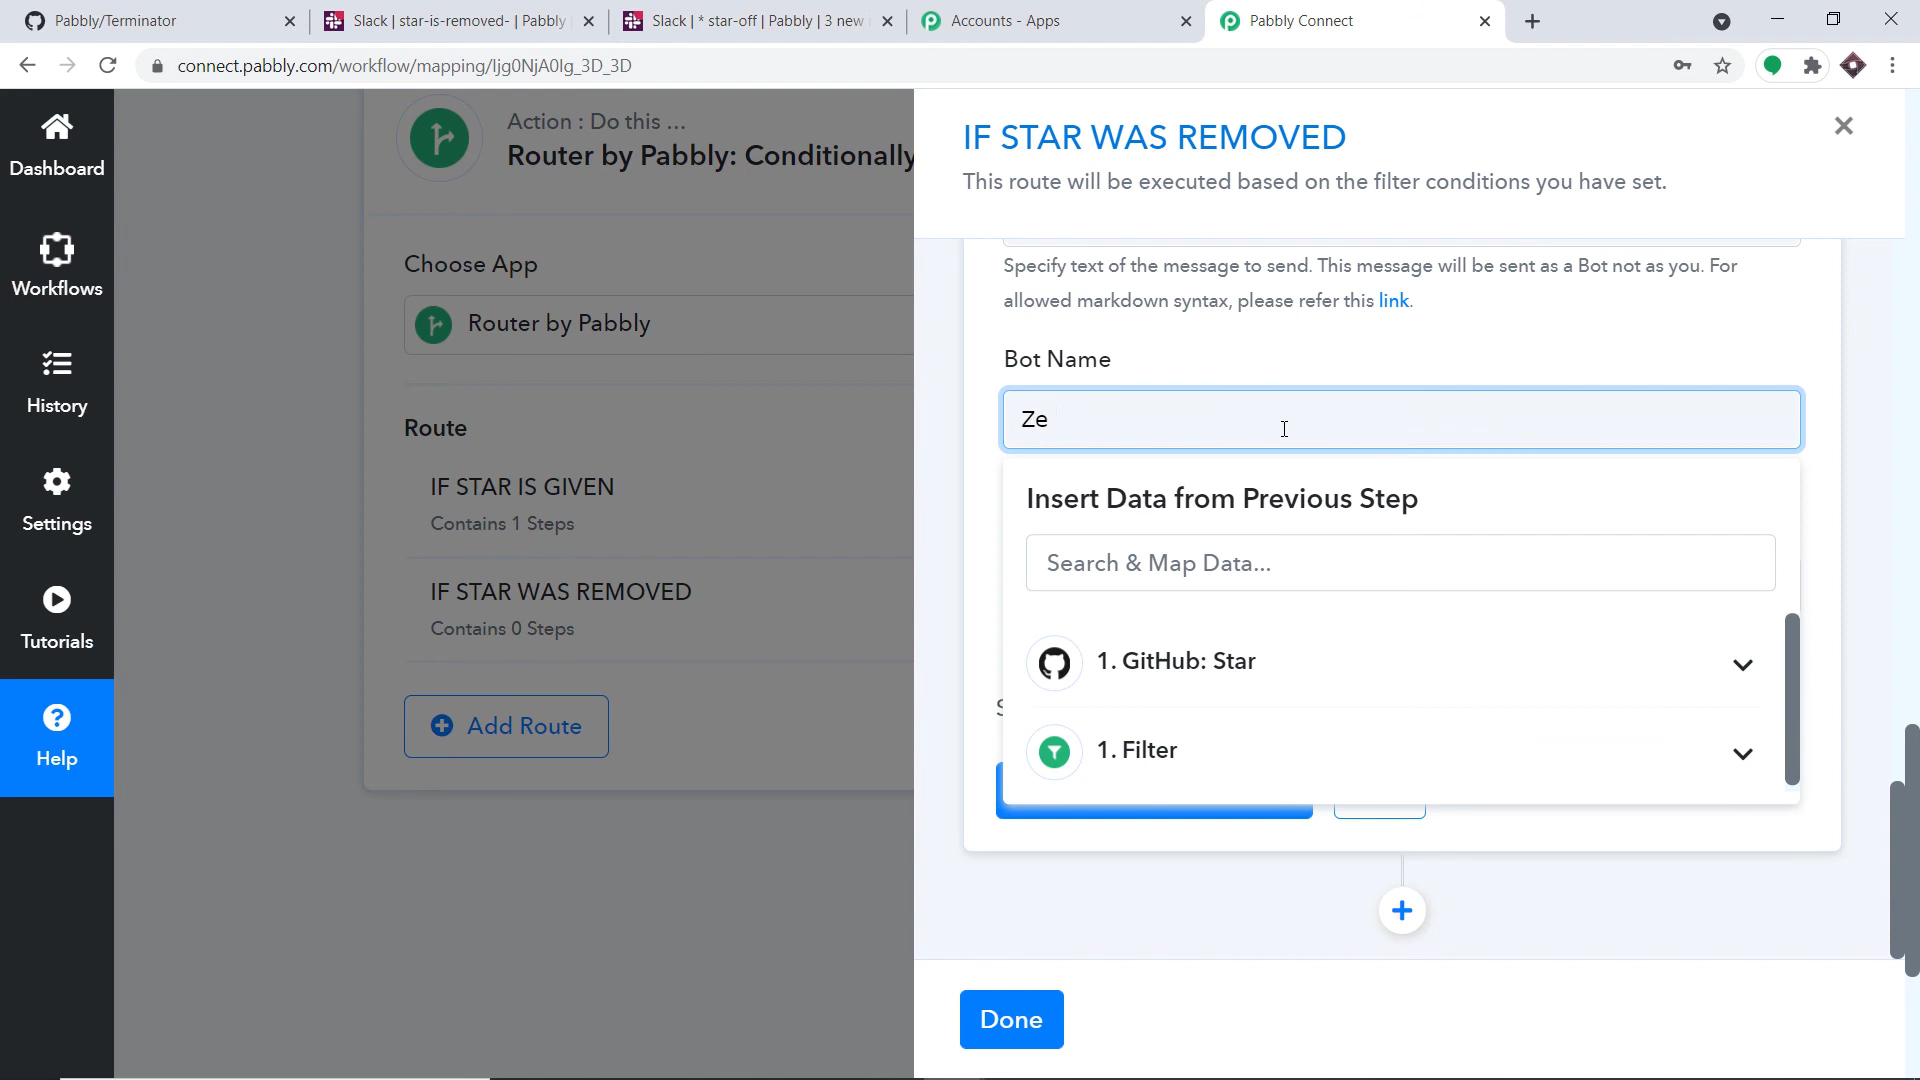 Pabbly/Terminator
Slack | star-is-removed- | Pabbly
Slack | * star-off | Pabbly | 3 new
Accounts - Apps
Pabbly Connect
connect.pabbly.com/workflow/mapping/Ijg0NjA0Ig_3D_3D
Dashboard
Workflows
History
Settings
Tutorials
Help
Action : Do this ...
Router by Pabbly: Conditionally
Choose App
Router by Pabbly
Route
IF STAR IS GIVEN
Contains 1 Steps
IF STAR WAS REMOVED
Contains 0 Steps
Add Route
IF STAR WAS REMOVED
This route will be executed based on the filter conditions you have set.
Specify text of the message to send. This message will be sent as a Bot not as you. For
allowed markdown syntax, please refer this link.
Bot Name
Ze
Insert Data from Previous Step
Search & Map Data...
1. GitHub: Star
1. Filter
Done